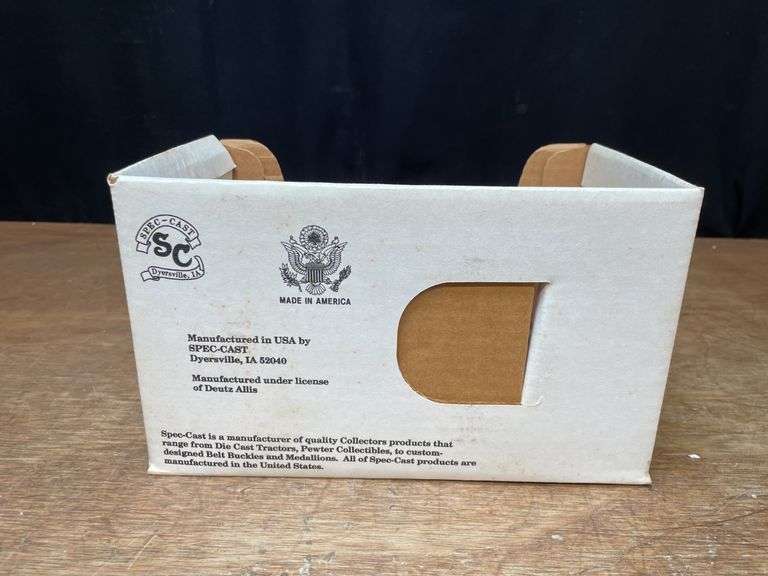 SPEC-CAST
SC
Dyersville, IA
MADE IN AMERICA
Manufactured in USA by
SPEC-CAST
Dyersville, IA 52040
Manufactured under license
of Deutz Allis
Spec-Cast is a manufacturer of quality Collectors products that
range from Die Cast Tractors, Pewter Collectibles, to custom-
designed Belt Buckles and Medallions. All of Spec-Cast products are
manufactured in the United States.